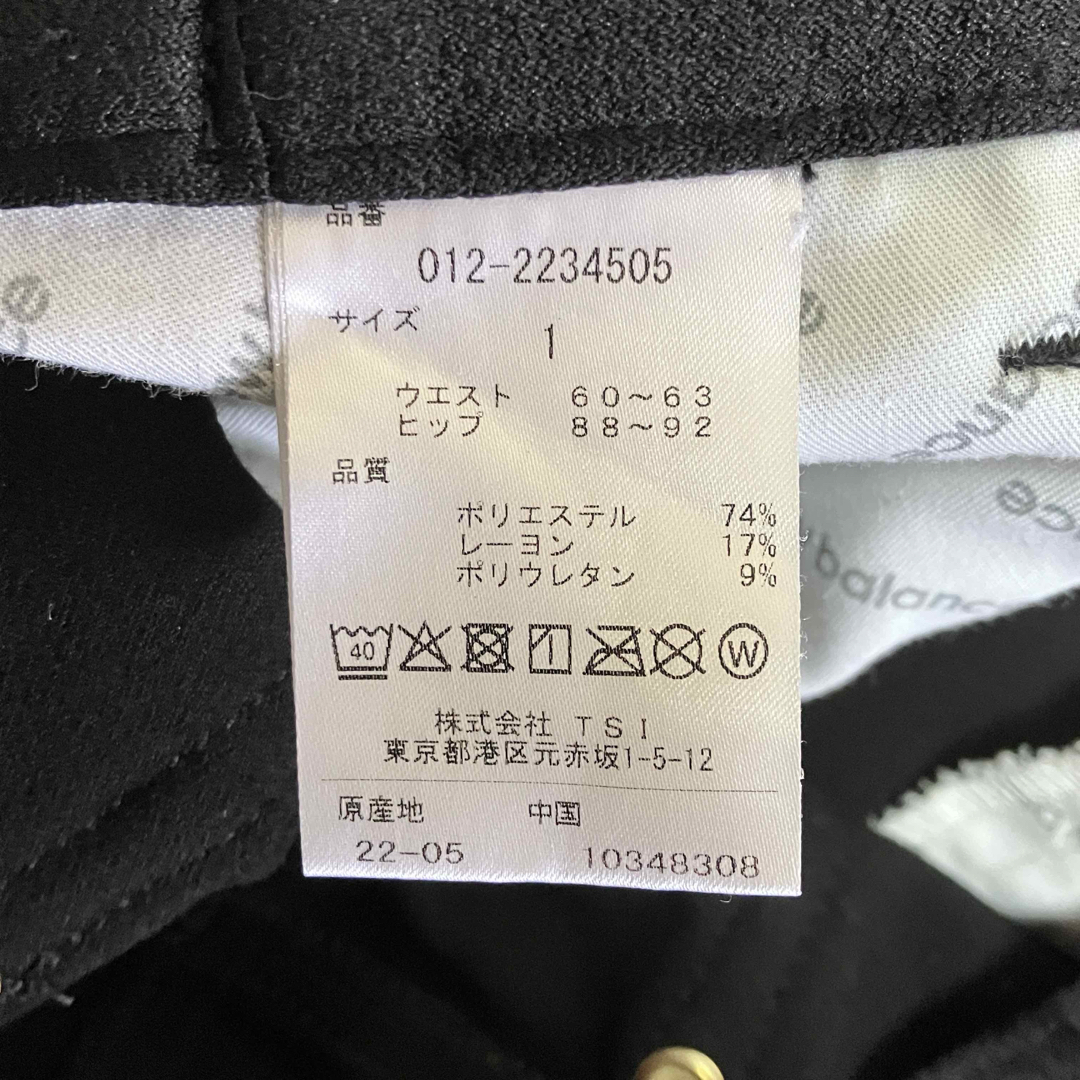 品番
012-2234505
サイズ
1
ウエスト 60～63
ヒップ 88～92
品質
ポリエステル 74%
レーヨン 17%
ポリウレタン 9%
40
W
株式会社 TSI
東京都港区元赤坂1-5-12
原産地 中国
22-05 10348308
balance